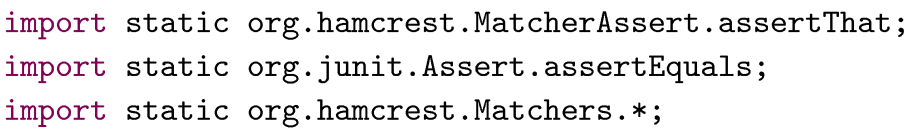 import static org.hamcrest.MatcherAssert.assertThat;
import static org.junit.Assert.assertEquals;
import static org.hamcrest.Matchers.*;